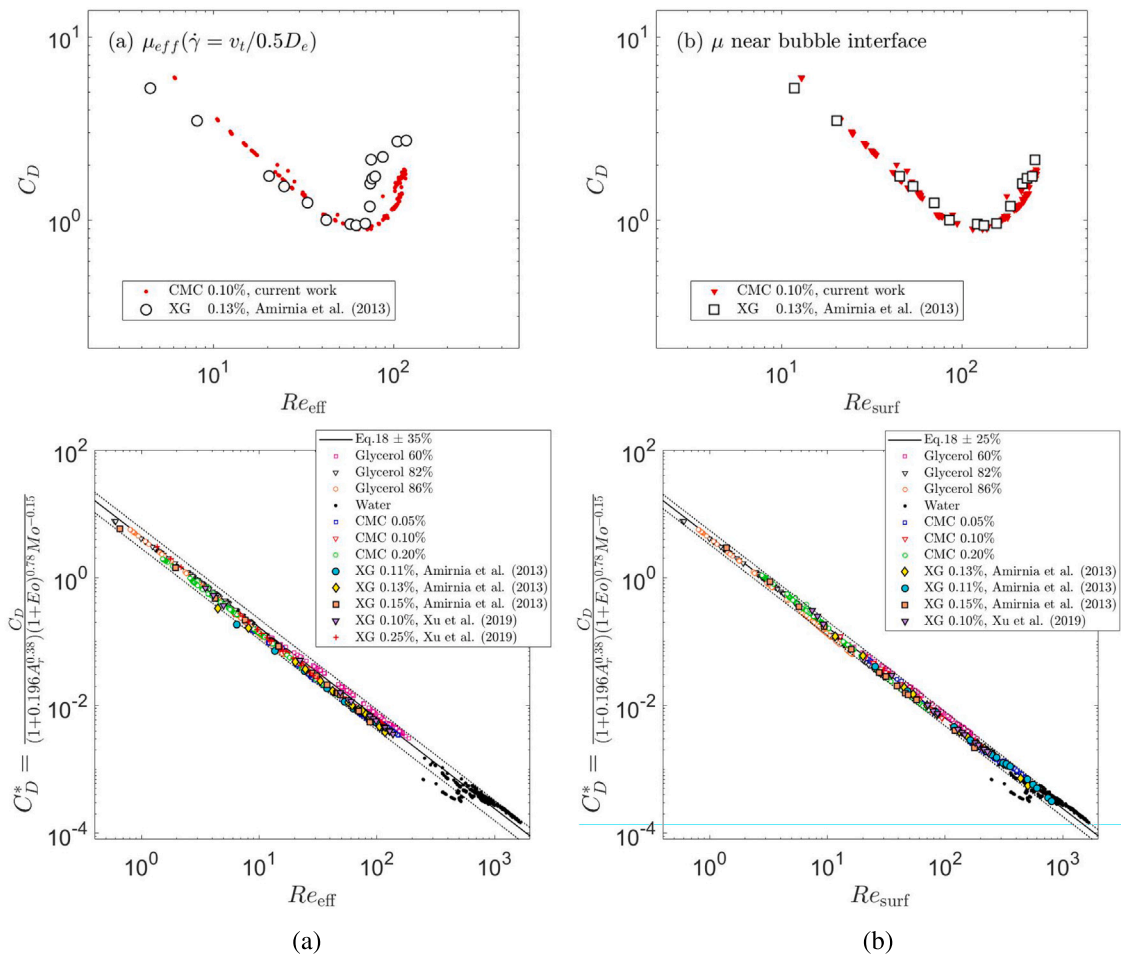 (a) μ_eff(γ̇ = v_t/0.5D_e)
10^1
10^0
C_D
CMC 0.10%, current work
XG 0.13%, Amirnia et al. (2013)
10^1
10^2
Re_eff
(b) μ near bubble interface
10^1
10^0
C_D
CMC 0.10%, current work
XG 0.13%, Amirnia et al. (2013)
10^1
10^2
Re_surf
10^2
10^0
10^-2
10^-4
C_D^* = C_D/(1+0.196A_r^0.38)(1+Eo)^0.78 Mo^-0.15
Eq.18 ± 35%
Glycerol 60%
Glycerol 82%
Glycerol 86%
Water
CMC 0.05%
CMC 0.10%
CMC 0.20%
XG 0.11%, Amirnia et al. (2013)
XG 0.13%, Amirnia et al. (2013)
XG 0.15%, Amirnia et al. (2013)
XG 0.10%, Xu et al. (2019)
XG 0.25%, Xu et al. (2019)
10^0
10^1
10^2
10^3
Re_eff
(a)
10^2
10^0
10^-2
10^-4
C_D^* = C_D/(1+0.196A_r^0.38)(1+Eo)^0.78 Mo^-0.15
Eq.18 ± 25%
Glycerol 60%
Glycerol 82%
Glycerol 86%
Water
CMC 0.05%
CMC 0.10%
CMC 0.20%
XG 0.13%, Amirnia et al. (2013)
XG 0.11%, Amirnia et al. (2013)
XG 0.15%, Amirnia et al. (2013)
XG 0.10%, Xu et al. (2019)
10^0
10^1
10^2
10^3
Re_surf
(b)